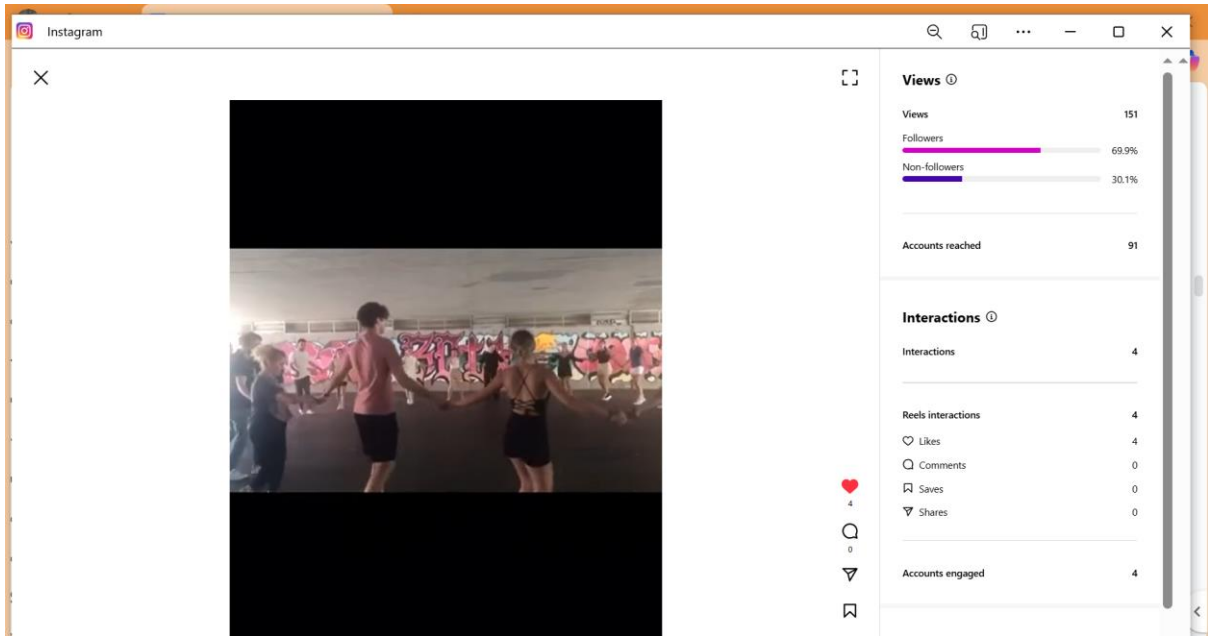 Instagram
Views
Views 151
Followers
69.9%
Non-followers
30.1%
Accounts reached 91
Interactions
Interactions 4
Reels interactions 4
Likes 4
Comments 0
Saves 0
Shares 0
Accounts engaged 4
4
0